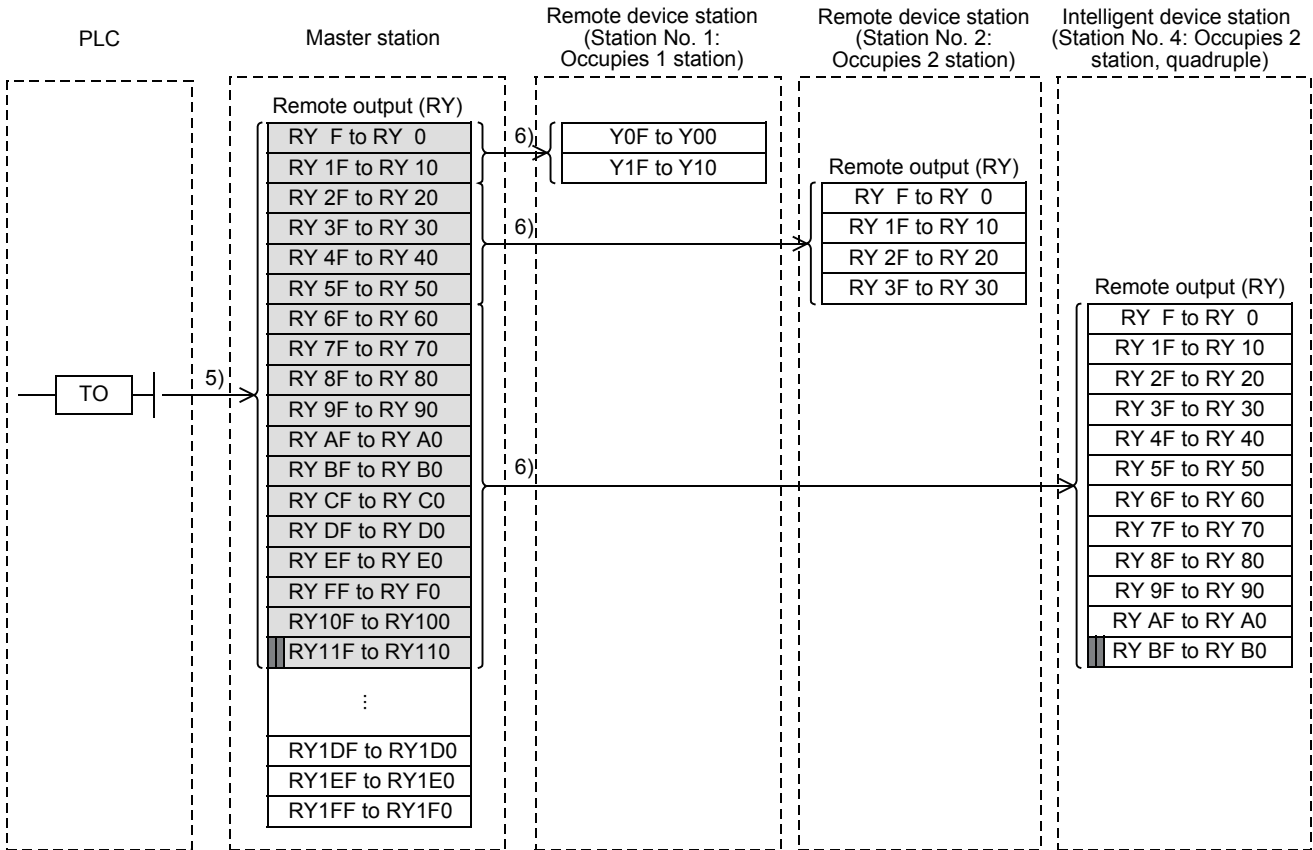 PLC
Master station
Remote device station
(Station No. 1:
Occupies 1 station)
Remote device station
(Station No. 2:
Occupies 2 station)
Intelligent device station
(Station No. 4: Occupies 2
station, quadruple)
TO
5)
Remote output (RY)
RY F to RY 0
RY 1F to RY 10
RY 2F to RY 20
RY 3F to RY 30
RY 4F to RY 40
RY 5F to RY 50
RY 6F to RY 60
RY 7F to RY 70
RY 8F to RY 80
RY 9F to RY 90
RY AF to RY A0
RY BF to RY B0
RY CF to RY C0
RY DF to RY D0
RY EF to RY E0
RY FF to RY F0
RY10F to RY100
RY11F to RY110
...
RY1DF to RY1D0
RY1EF to RY1E0
RY1FF to RY1F0
6)
6)
6)
Y0F to Y00
Y1F to Y10
Remote output (RY)
RY F to RY 0
RY 1F to RY 10
RY 2F to RY 20
RY 3F to RY 30
Remote output (RY)
RY F to RY 0
RY 1F to RY 10
RY 2F to RY 20
RY 3F to RY 30
RY 4F to RY 40
RY 5F to RY 50
RY 6F to RY 60
RY 7F to RY 70
RY 8F to RY 80
RY 9F to RY 90
RY AF to RY A0
RY BF to RY B0